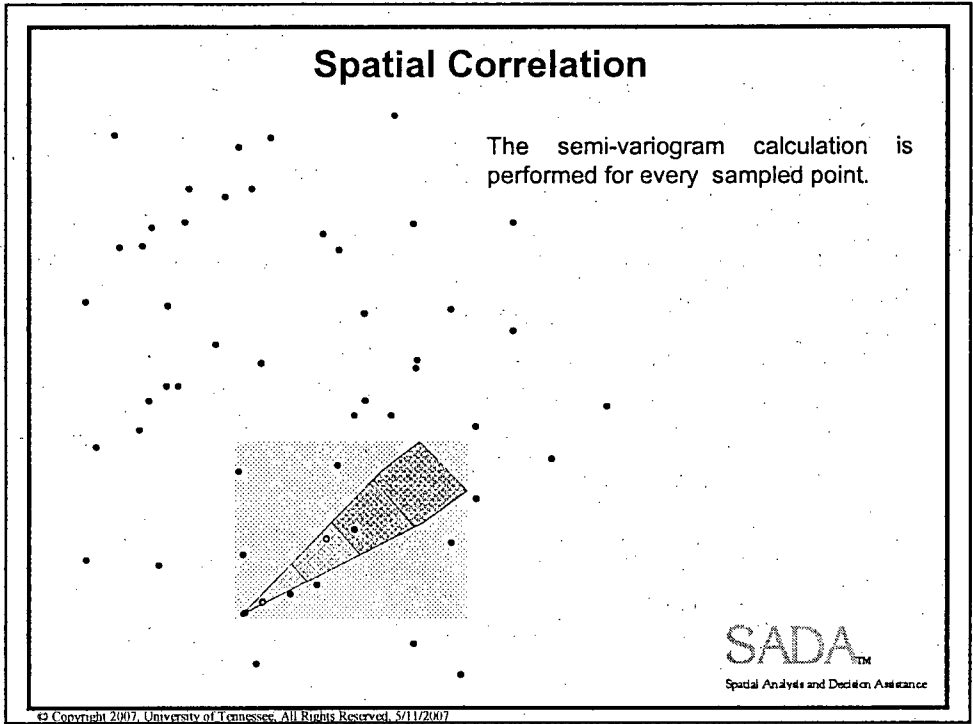 Spatial Correlation
The semi-variogram calculation is
performed for every sampled point.
SADA™
Spatial Analysis and Decision Assistance
© Copyright 2007, University of Tennessee, All Rights Reserved, 5/11/2007